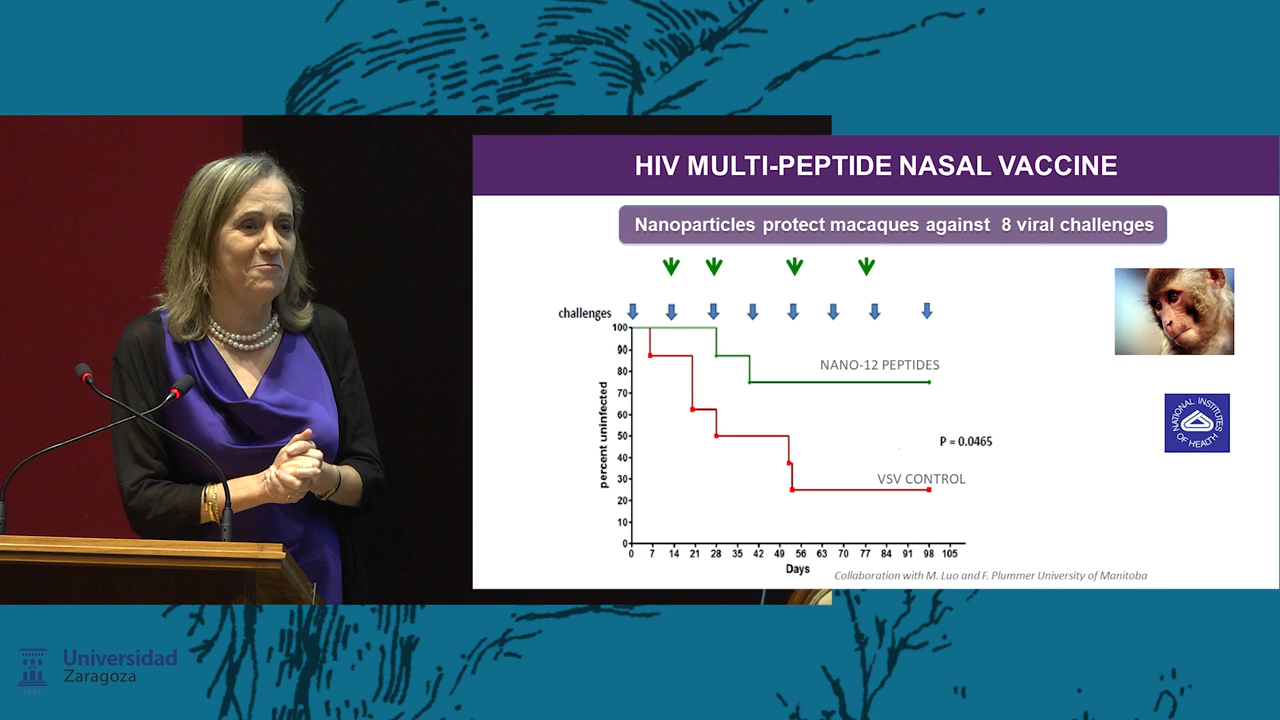 HIV MULTI-PEPTIDE NASAL VACCINE
Nanoparticles protect macaques against 8 viral challenges
challenges
100
90
80
70
60
50
40
30
20
10
0
percent uninfected
NANO-12 PEPTIDES
P = 0.0465
VSV CONTROL
0 7 14 21 28 35 42 49 56 63 70 77 84 91 98 105
Days
NATIONAL INSTITUTES
OF HEALTH
Collaboration with M. Luo and F. Plummer University of Manitoba
Universidad
Zaragoza